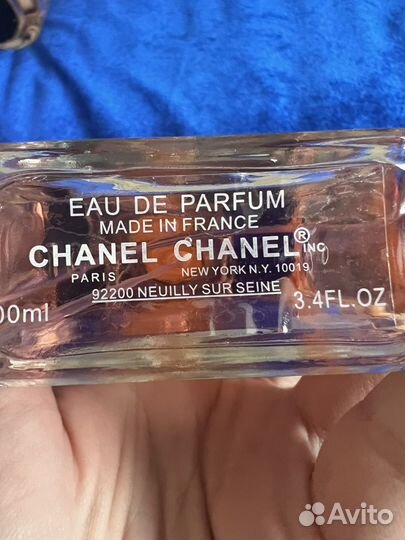 EAU DE PARFUM
MADE IN FRANCE
CHANEL CHANEL® INC
PARIS NEW YORK N.Y. 10019
00ml 92200 NEUILLY SUR SEINE 3.4FL.OZ
Avito